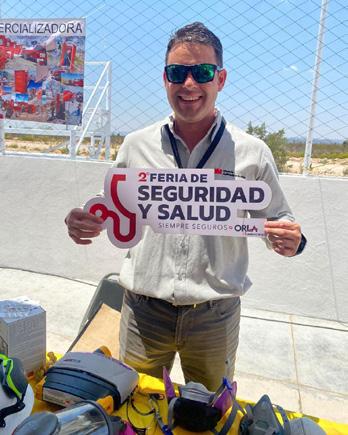 ERCIALIZADORA
2ª FERIA DE
SEGURIDAD
Y SALUD
SIEMPRE SEGUROS
ORLA